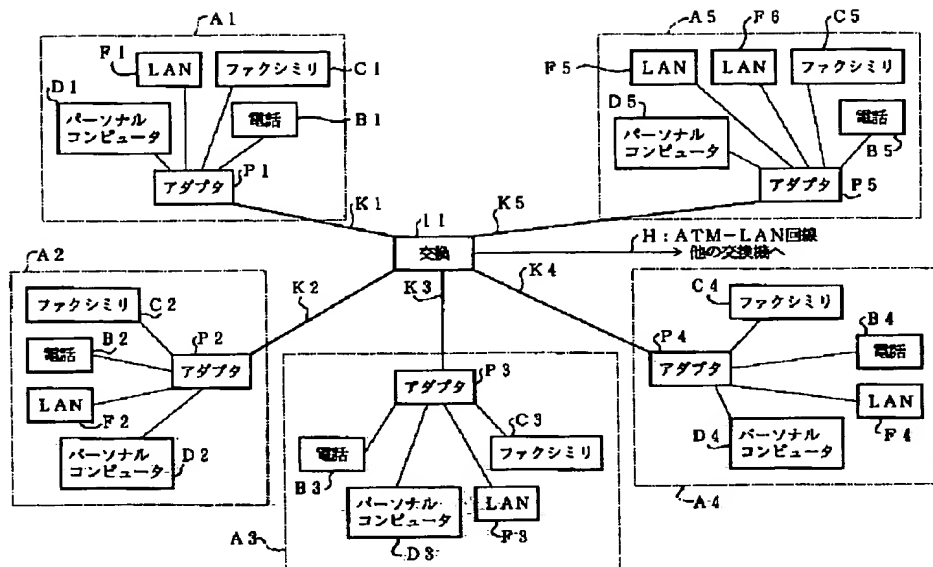 A1
F1
LAN
ファクシミリ
C1
D1
パーソナル
コンピュータ
電話
B1
アダプタ
P1
K1
A5
F6
C5
F5
LAN
LAN
ファクシミリ
D5
パーソナル
コンピュータ
電話
B5
アダプタ
P5
K5
11
交換
H:ATM-LAN回線
他の交換機へ
A2
ファクシミリ
C2
K2
B2
電話
P2
アダプタ
LAN
F2
パーソナル
コンピュータ
D2
K3
アダプタ
P3
C3
電話
B3
ファクシミリ
パーソナル
コンピュータ
LAN
A3
D3
F3
K4
C4
ファクシミリ
P4
B4
アダプタ
電話
LAN
D4
パーソナル
コンピュータ
F4
A4